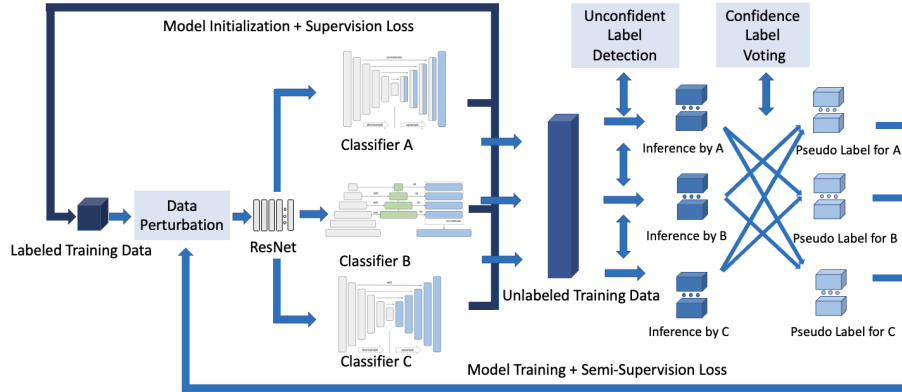 Model Initialization + Supervision Loss
Unconfident
Label
Detection
Confidence
Label
Voting
Classifier A
Inference by A
Pseudo Label for A
Data
Perturbation
Labeled Training Data
ResNet
Classifier B
Inference by B
Pseudo Label for B
Unlabeled Training Data
Classifier C
Inference by C
Pseudo Label for C
Model Training + Semi-Supervision Loss